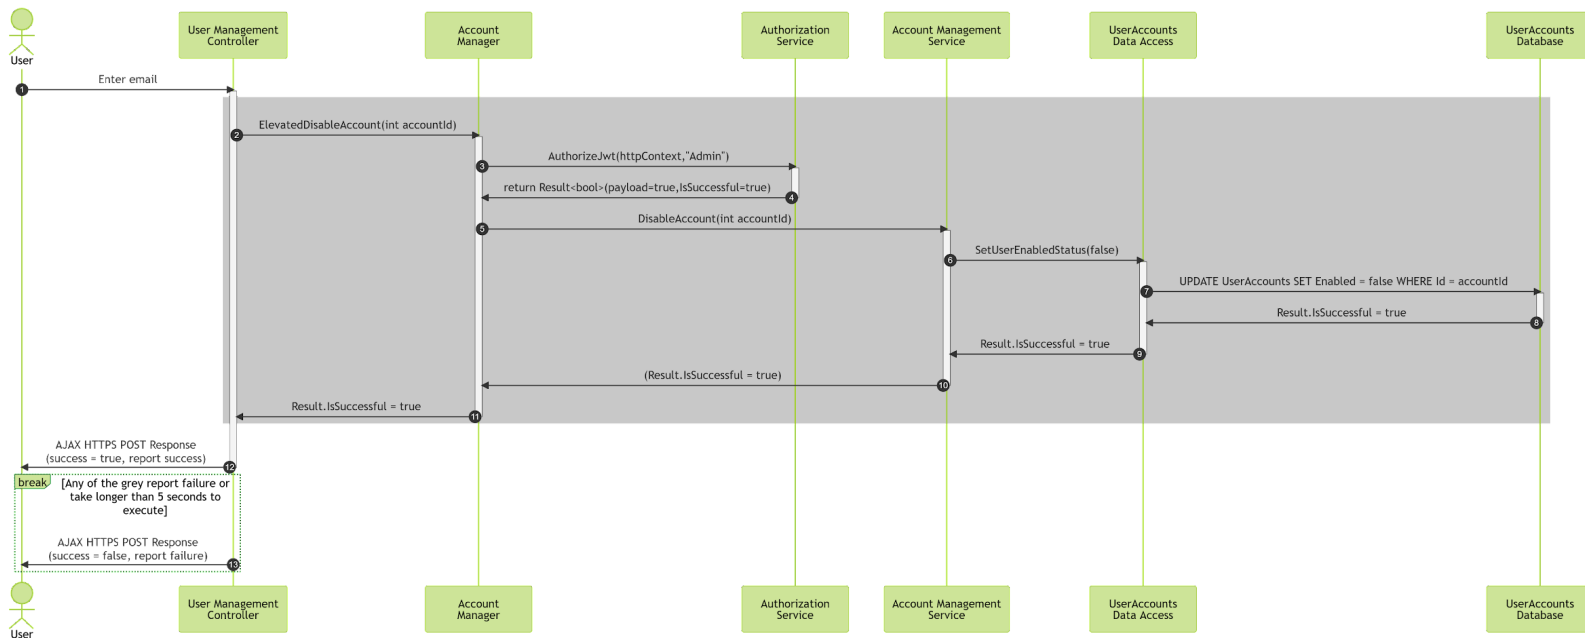 User
User Management
Controller
Account
Manager
Authorization
Service
Account Management
Service
UserAccounts
Data Access
UserAccounts
Database
1
Enter email
2
ElevatedDisableAccount(int accountId)
3
AuthorizeJwt(httpContext,"Admin")
return Result<bool>(payload=true,IsSuccessful=true)
4
5
DisableAccount(int accountId)
6
SetUserEnabledStatus(false)
7
UPDATE UserAccounts SET Enabled = false WHERE Id = accountId
Result.IsSuccessful = true
8
Result.IsSuccessful = true
9
(Result.IsSuccessful = true)
10
Result.IsSuccessful = true
11
AJAX HTTPS POST Response
(success = true, report success)
12
break
[Any of the grey report failure or
take longer than 5 seconds to
execute]
AJAX HTTPS POST Response
(success = false, report failure)
13
User
User Management
Controller
Account
Manager
Authorization
Service
Account Management
Service
UserAccounts
Data Access
UserAccounts
Database